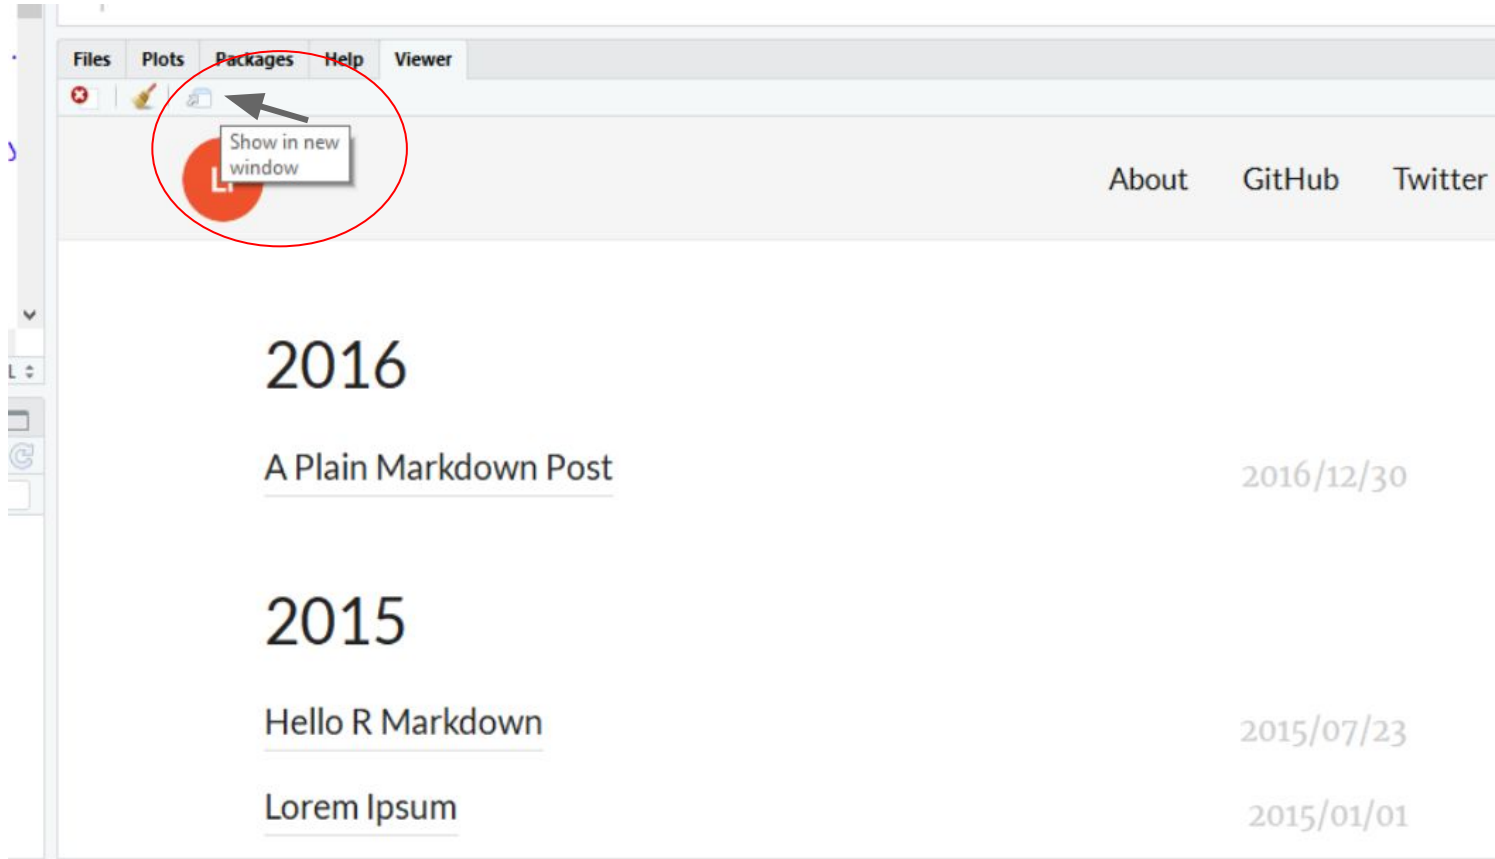 Files Plots Packages Help Viewer
Show in new
window
About GitHub Twitter
2016
A Plain Markdown Post 2016/12/30
2015
Hello R Markdown 2015/07/23
Lorem Ipsum 2015/01/01